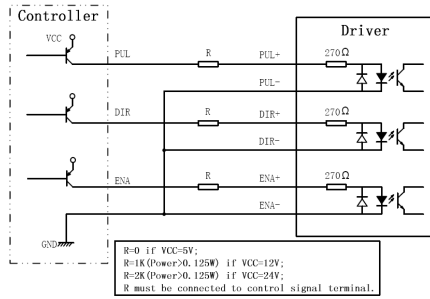 Controller
Driver
VCC
PUL
R
PUL+
270Ω
PUL-
DIR
R
DIR+
270Ω
DIR-
ENA
R
ENA+
270Ω
ENA-
GND
R=0 if VCC=5V;
R=1K(Power>0.125W) if VCC=12V;
R=2K(Power>0.125W) if VCC=24V;
R must be connected to control signal terminal.